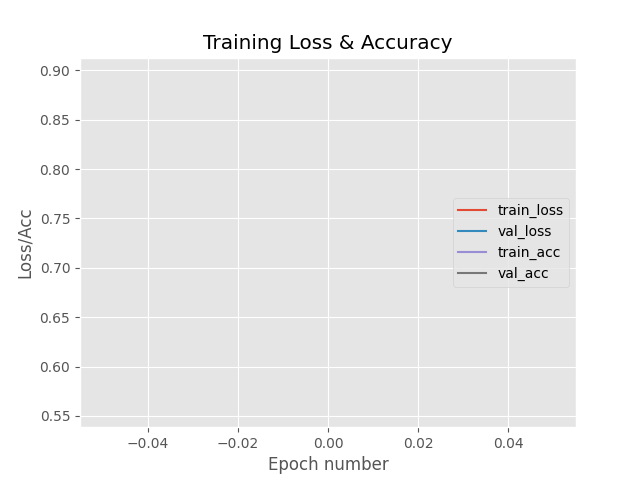 Training Loss & Accuracy
0.90
0.85
0.80
0.75
0.70
0.65
0.60
0.55
Loss/Acc
train_loss
val_loss
train_acc
val_acc
−0.04 −0.02 0.00 0.02 0.04
Epoch number